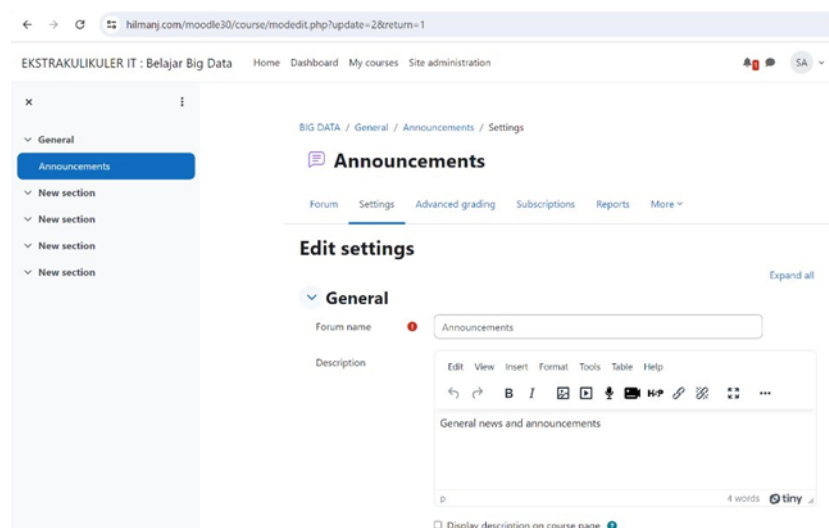 hilmanj.com/moodle30/course/modedit.php?update=2&return=1
EKSTRAKULIKULER IT : Belajar Big Data Home Dashboard My courses Site administration SA
General
Announcements
New section
New section
New section
New section
BIG DATA / General / Announcements / Settings
Announcements
Forum Settings Advanced grading Subscriptions Reports More
Edit settings
Expand all
General
Forum name Announcements
Description
Edit View Insert Format Tools Table Help
B I H5P
General news and announcements
p 4 words tiny
Display description on course page